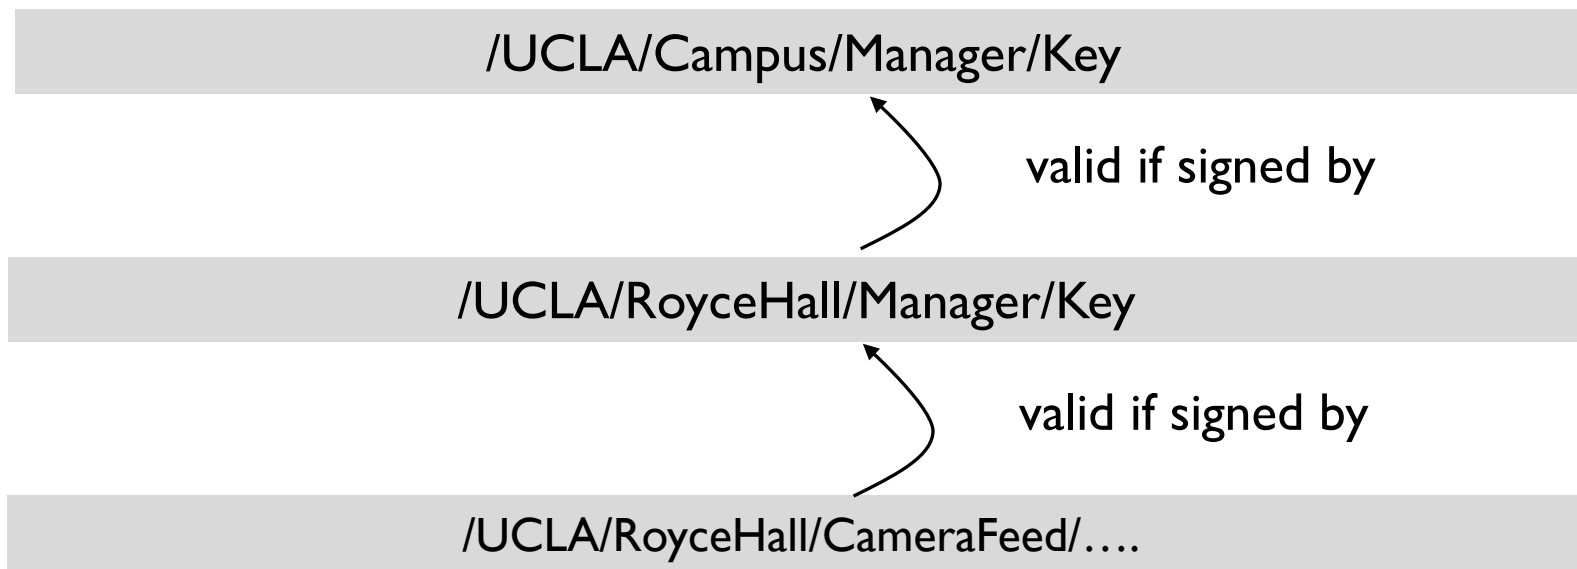 /UCLA/Campus/Manager/Key
valid if signed by
/UCLA/RoyceHall/Manager/Key
valid if signed by
/UCLA/RoyceHall/CameraFeed/….